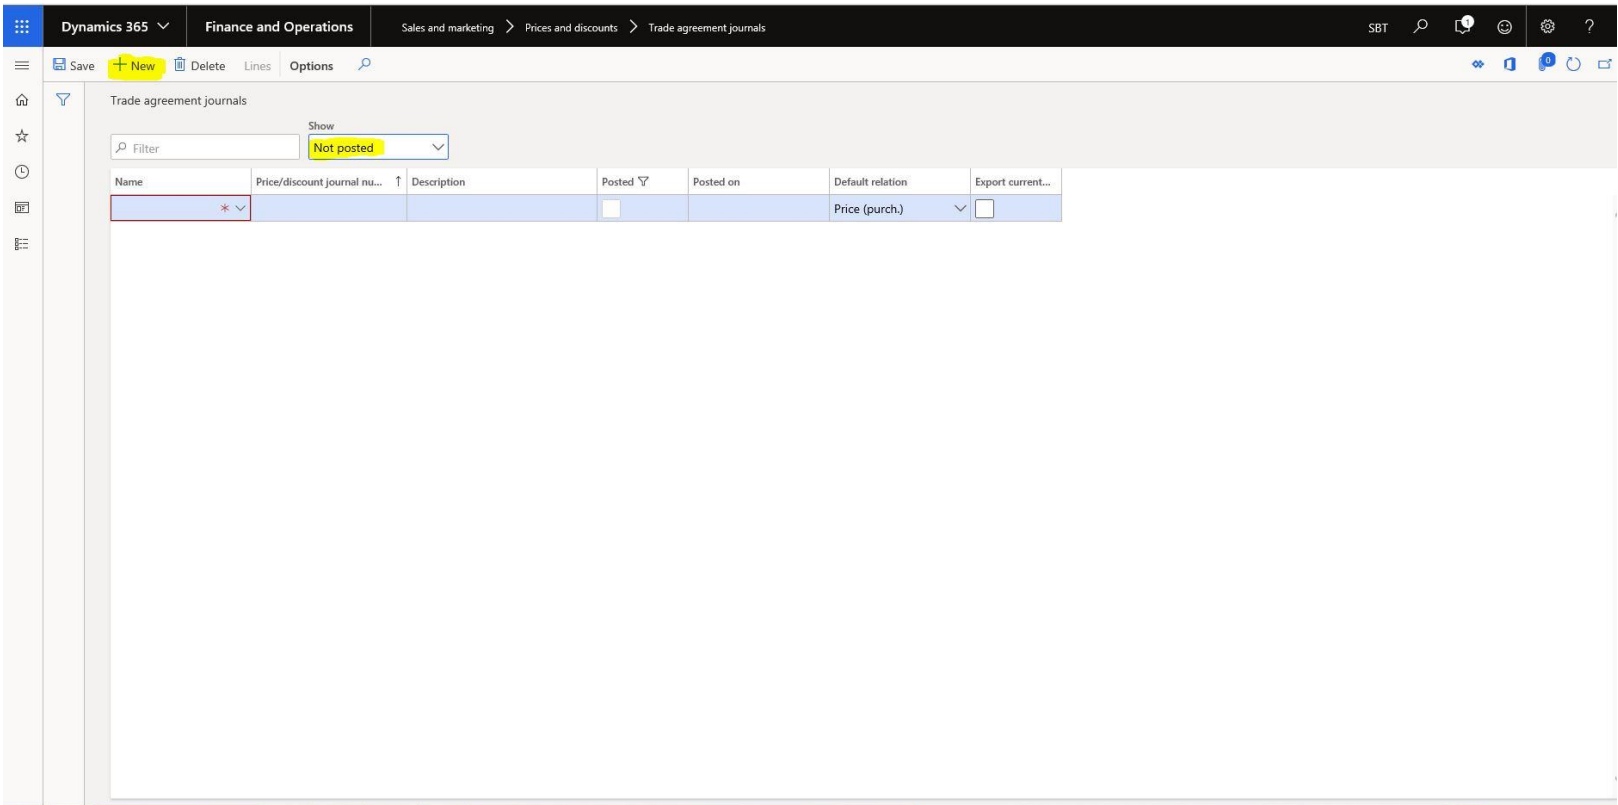 Dynamics 365 Finance and Operations Sales and marketing > Prices and discounts > Trade agreement journals SBT 1 ?
Save + New Delete Lines Options 0
Trade agreement journals
Show
Filter Not posted
Name Price/discount journal nu... ↑ Description Posted Posted on Default relation Export current...
* Price (purch.)